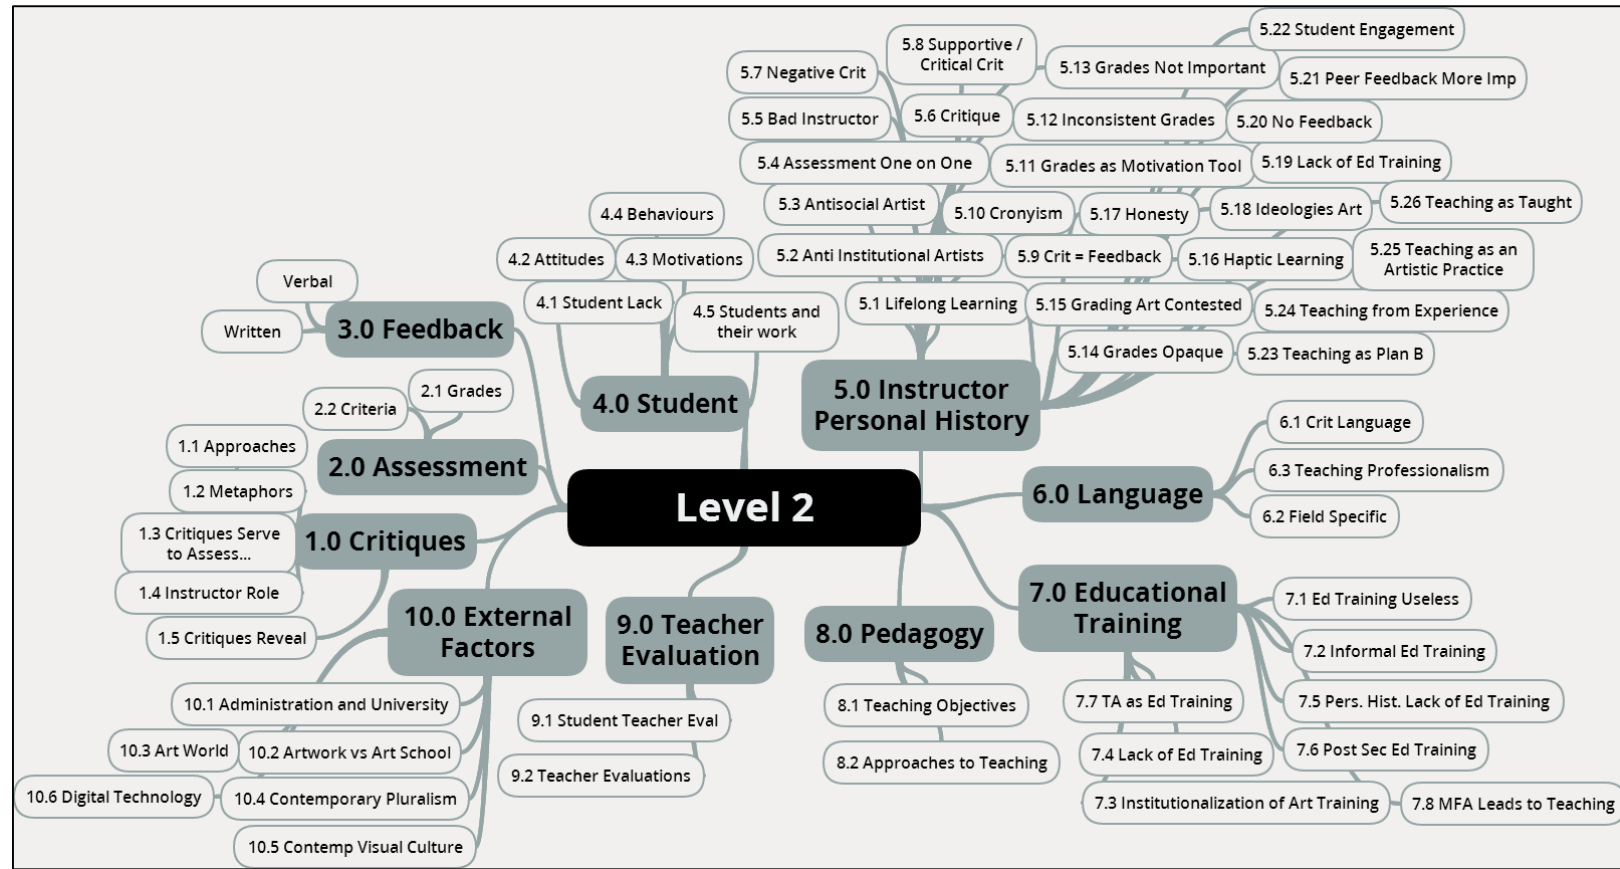 Level 2
1.0 Critiques
1.1 Approaches
1.2 Metaphors
1.3 Critiques Serve
to Assess...
1.4 Instructor Role
1.5 Critiques Reveal
2.0 Assessment
2.1 Grades
2.2 Criteria
3.0 Feedback
Verbal
Written
4.0 Student
4.1 Student Lack
4.2 Attitudes
4.3 Motivations
4.4 Behaviours
4.5 Students and
their work
5.0 Instructor
Personal History
5.1 Lifelong Learning
5.2 Anti Institutional Artists
5.3 Antisocial Artist
5.4 Assessment One on One
5.5 Bad Instructor
5.6 Critique
5.7 Negative Crit
5.8 Supportive /
Critical Crit
5.9 Crit = Feedback
5.10 Cronyism
5.11 Grades as Motivation Tool
5.12 Inconsistent Grades
5.13 Grades Not Important
5.14 Grades Opaque
5.15 Grading Art Contested
5.16 Haptic Learning
5.17 Honesty
5.18 Ideologies Art
5.19 Lack of Ed Training
5.20 No Feedback
5.21 Peer Feedback More Imp
5.22 Student Engagement
5.23 Teaching as Plan B
5.24 Teaching from Experience
5.25 Teaching as an
Artistic Practice
5.26 Teaching as Taught
6.0 Language
6.1 Crit Language
6.3 Teaching Professionalism
6.2 Field Specific
7.0 Educational
Training
7.1 Ed Training Useless
7.2 Informal Ed Training
7.5 Pers. Hist. Lack of Ed Training
7.6 Post Sec Ed Training
7.7 TA as Ed Training
7.4 Lack of Ed Training
7.3 Institutionalization of Art Training
7.8 MFA Leads to Teaching
8.0 Pedagogy
8.1 Teaching Objectives
8.2 Approaches to Teaching
9.0 Teacher
Evaluation
9.1 Student Teacher Eval
9.2 Teacher Evaluations
10.0 External
Factors
10.1 Administration and University
10.2 Artwork vs Art School
10.3 Art World
10.4 Contemporary Pluralism
10.6 Digital Technology
10.5 Contemp Visual Culture